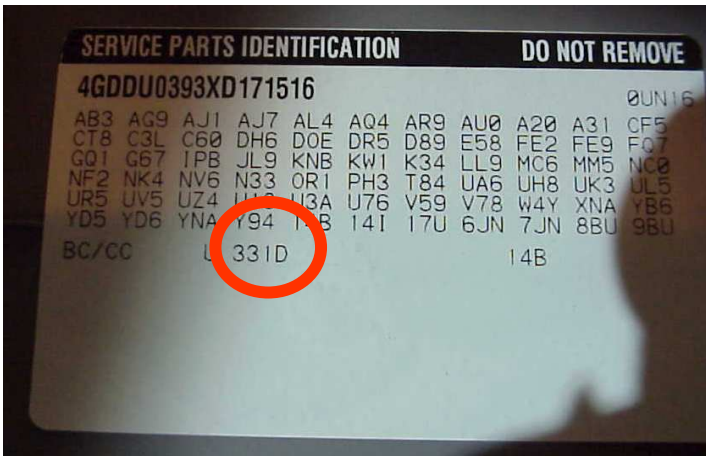 SERVICE PARTS IDENTIFICATION DO NOT REMOVE
4GDDU0393XD171516
0UN16
AB3 AG9 AJ1 AJ7 AL4 AQ4 AR9 AU0 A20 A31 CF5
CT8 C3L C60 DH6 DOE DR5 D89 E58 FE2 FE9
GQ1 G67 IPB JL9 KNB KW1 K34 LL9 MC6 MM5 NC0
NF2 NK4 NV6 N33 OR1 PH3 T84 UA6 UH8 UK3 UL5
UR5 UV5 UZ4 U3A U76 V59 V78 W4Y XNA YB6
YD5 YD6 YNA Y94 14I 17U 6JN 7JN 8BU 9BU
BC/CC 331D 14B